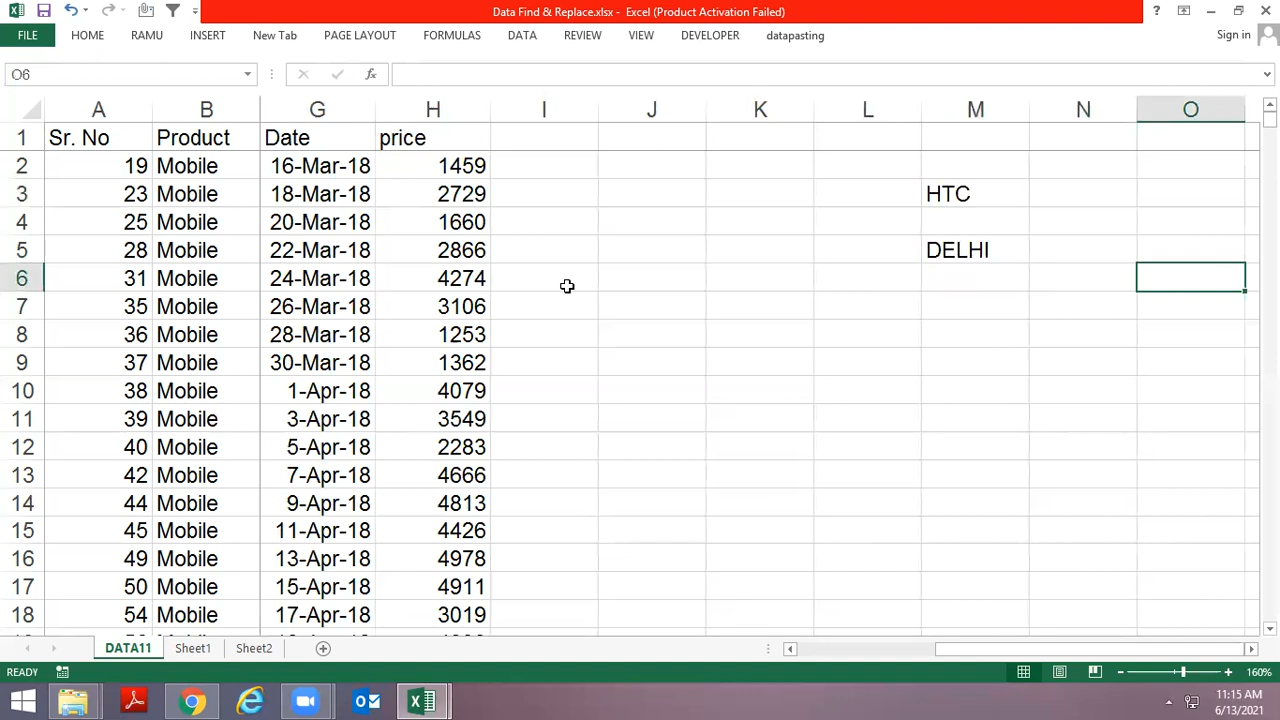 Data Find & Replace.xlsx - Excel (Product Activation Failed)
FILE HOME RAMU INSERT New Tab PAGE LAYOUT FORMULAS DATA REVIEW VIEW DEVELOPER datapasting Sign in
O6 fx
A B G H I J K L M N O
1 Sr. No Product Date price
2 19 Mobile 16-Mar-18 1459
3 23 Mobile 18-Mar-18 2729 HTC
4 25 Mobile 20-Mar-18 1660
5 28 Mobile 22-Mar-18 2866 DELHI
6 31 Mobile 24-Mar-18 4274
7 35 Mobile 26-Mar-18 3106
8 36 Mobile 28-Mar-18 1253
9 37 Mobile 30-Mar-18 1362
10 38 Mobile 1-Apr-18 4079
11 39 Mobile 3-Apr-18 3549
12 40 Mobile 5-Apr-18 2283
13 42 Mobile 7-Apr-18 4666
14 44 Mobile 9-Apr-18 4813
15 45 Mobile 11-Apr-18 4426
16 49 Mobile 13-Apr-18 4978
17 50 Mobile 15-Apr-18 4911
18 54 Mobile 17-Apr-18 3019
DATA11 Sheet1 Sheet2
READY 160%
11:15 AM
6/13/2021